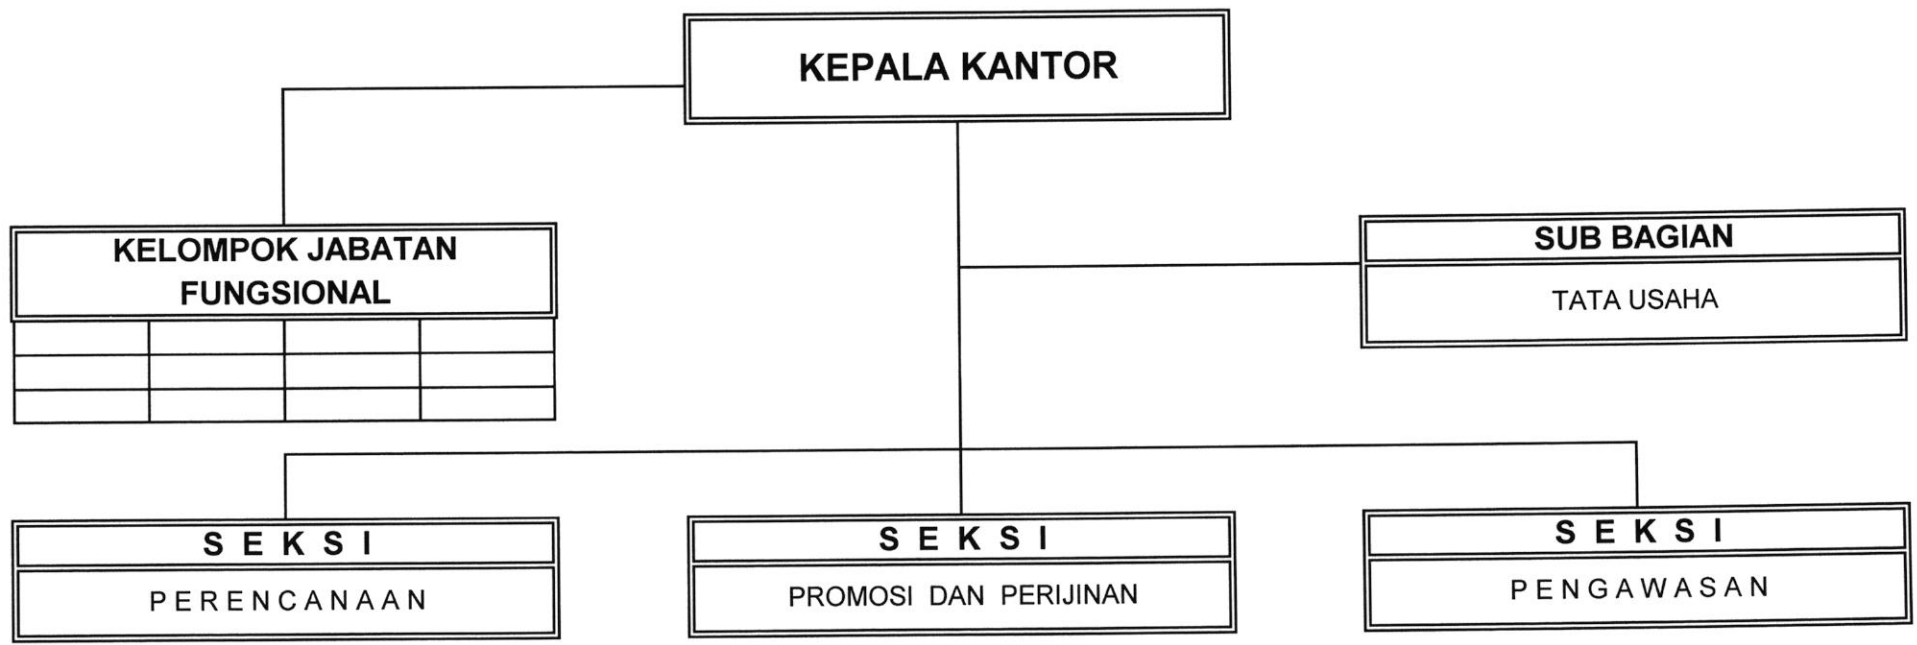 KEPALA KANTOR
KELOMPOK JABATAN
FUNGSIONAL
SUB BAGIAN
TATA USAHA
S E K S I
P E R E N C A N A A N
S E K S I
PROMOSI DAN PERIJINAN
S E K S I
P E N G A W A S A N